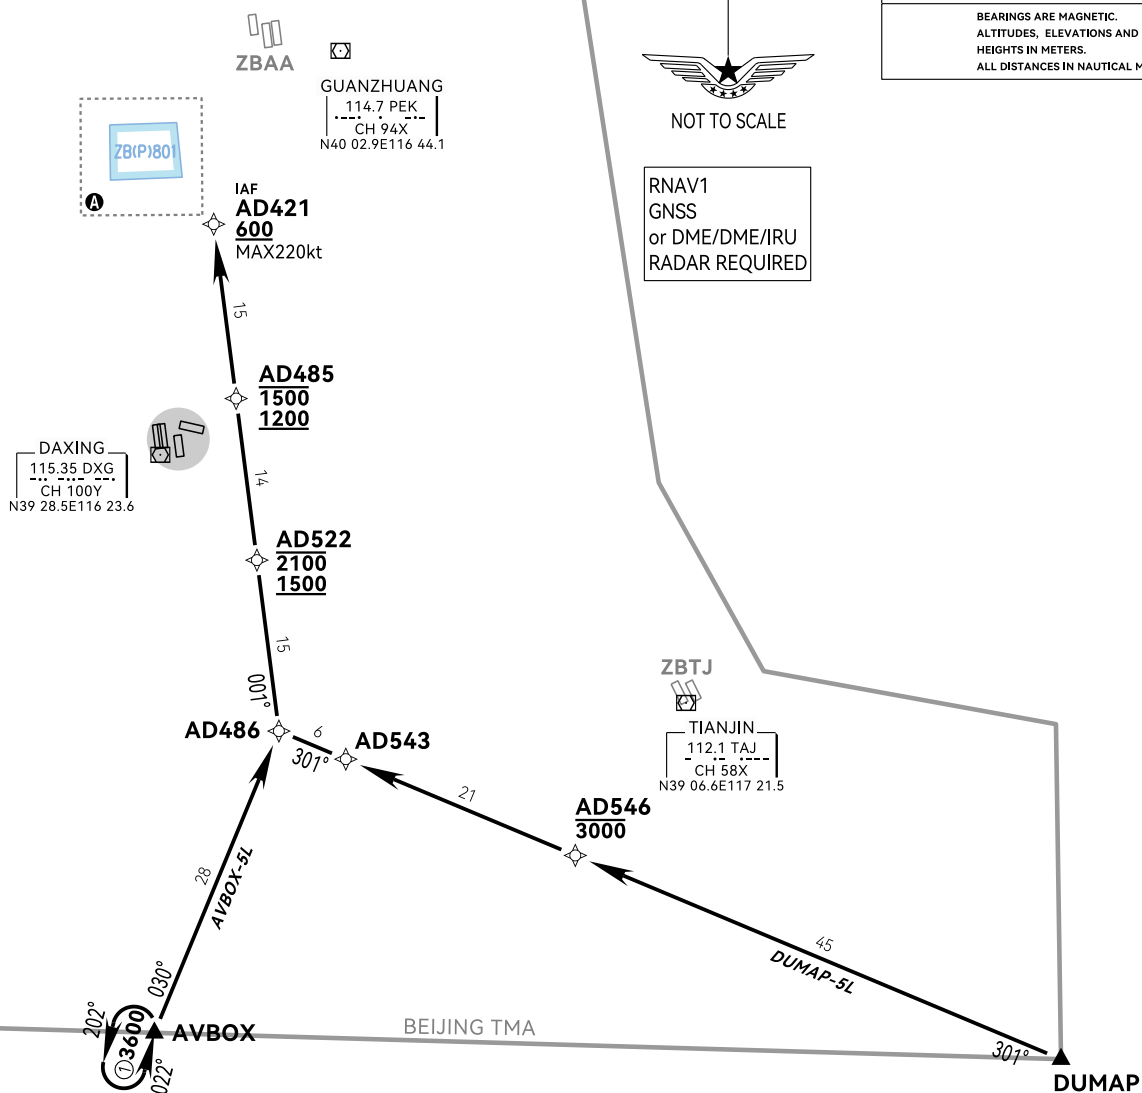 BEARINGS ARE MAGNETIC.
ALTITUDES, ELEVATIONS AND
HEIGHTS IN METERS.
ALL DISTANCES IN NAUTICAL M
ZBAA
GUANZHUANG
114.7 PEK
CH 94X
N40 02.9E116 44.1
NOT TO SCALE
ZB(P)801
A
IAF
AD421
600
MAX220kt
RNAV1
GNSS
or DME/DME/IRU
RADAR REQUIRED
15
AD485
1500
1200
DAXING
115.35 DXG
CH 100Y
N39 28.5E116 23.6
14
AD522
2100
1500
15
001°
ZBTJ
TIANJIN
112.1 TAJ
CH 58X
N39 06.6E117 21.5
AD486
6
301°
AD543
21
AD546
3000
28
AVBOX-5L
030°
45
DUMAP-5L
202°
① 3600
022°
AVBOX
BEIJING TMA
301°
DUMAP